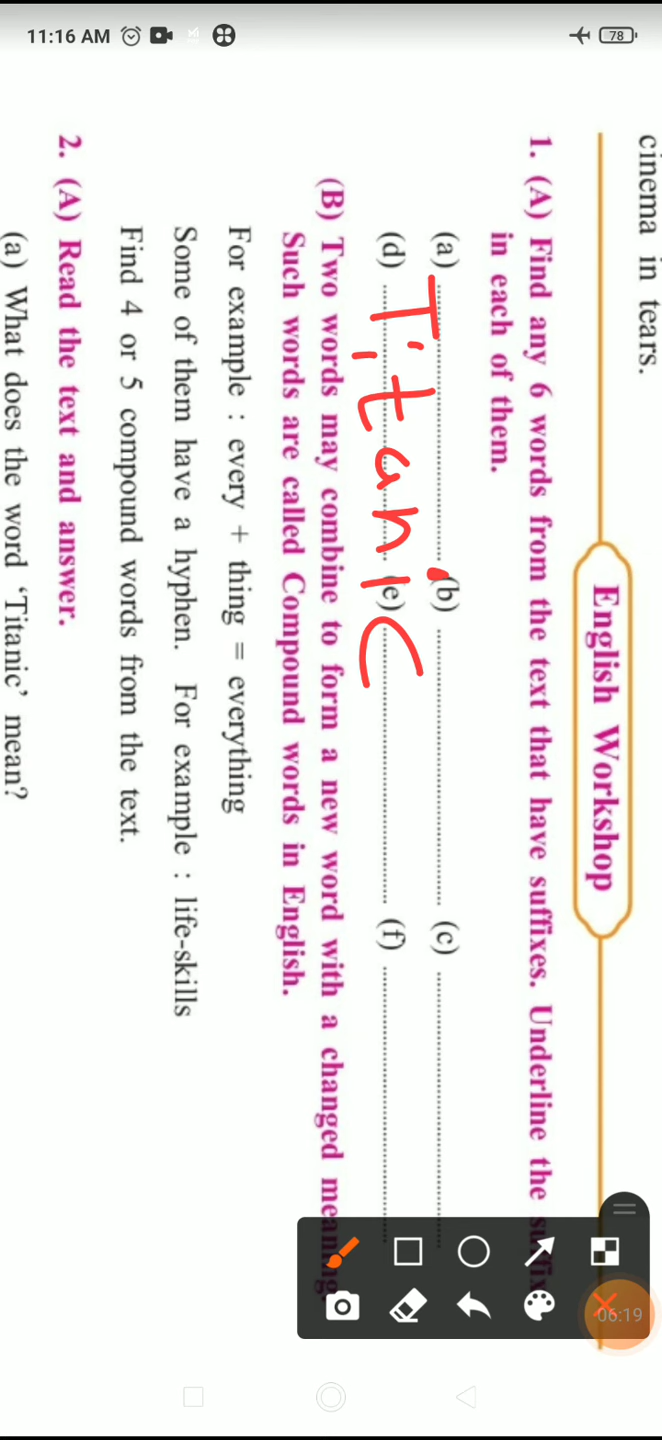 11:16 AM
78
cinema in tears.
English Workshop
1. (A) Find any 6 words from the text that have suffixes. Underline the suffix
in each of them.
(a) ........................ (b) ........................ (c) ........................
(d) ........................ (e) ........................ (f) ........................
Titanic
(B) Two words may combine to form a new word with a changed meaning.
Such words are called Compound words in English.
For example : every + thing = everything
Some of them have a hyphen. For example : life-skills
Find 4 or 5 compound words from the text.
2. (A) Read the text and answer.
(a) What does the word ‘Titanic’ mean?
06:19